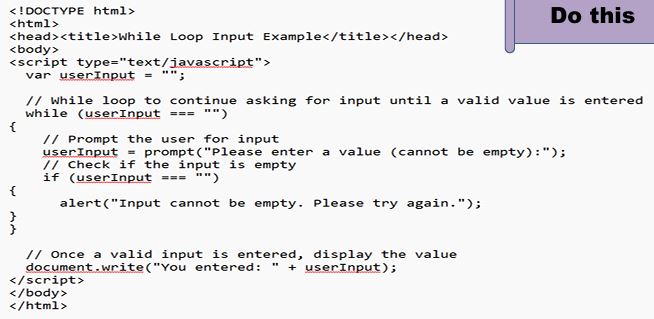 Do this
<!DOCTYPE html>
<html>
<head><title>While Loop Input Example</title></head>
<body>
<script type="text/javascript">
var userInput = "";
// While loop to continue asking for input until a valid value is entered
while (userInput === "")
{
// Prompt the user for input
userInput = prompt("Please enter a value (cannot be empty):");
// Check if the input is empty
if (userInput === "")
{
alert("Input cannot be empty. Please try again.");
}
}
// Once a valid input is entered, display the value
document.write("You entered: " + userInput);
</script>
</body>
</html>